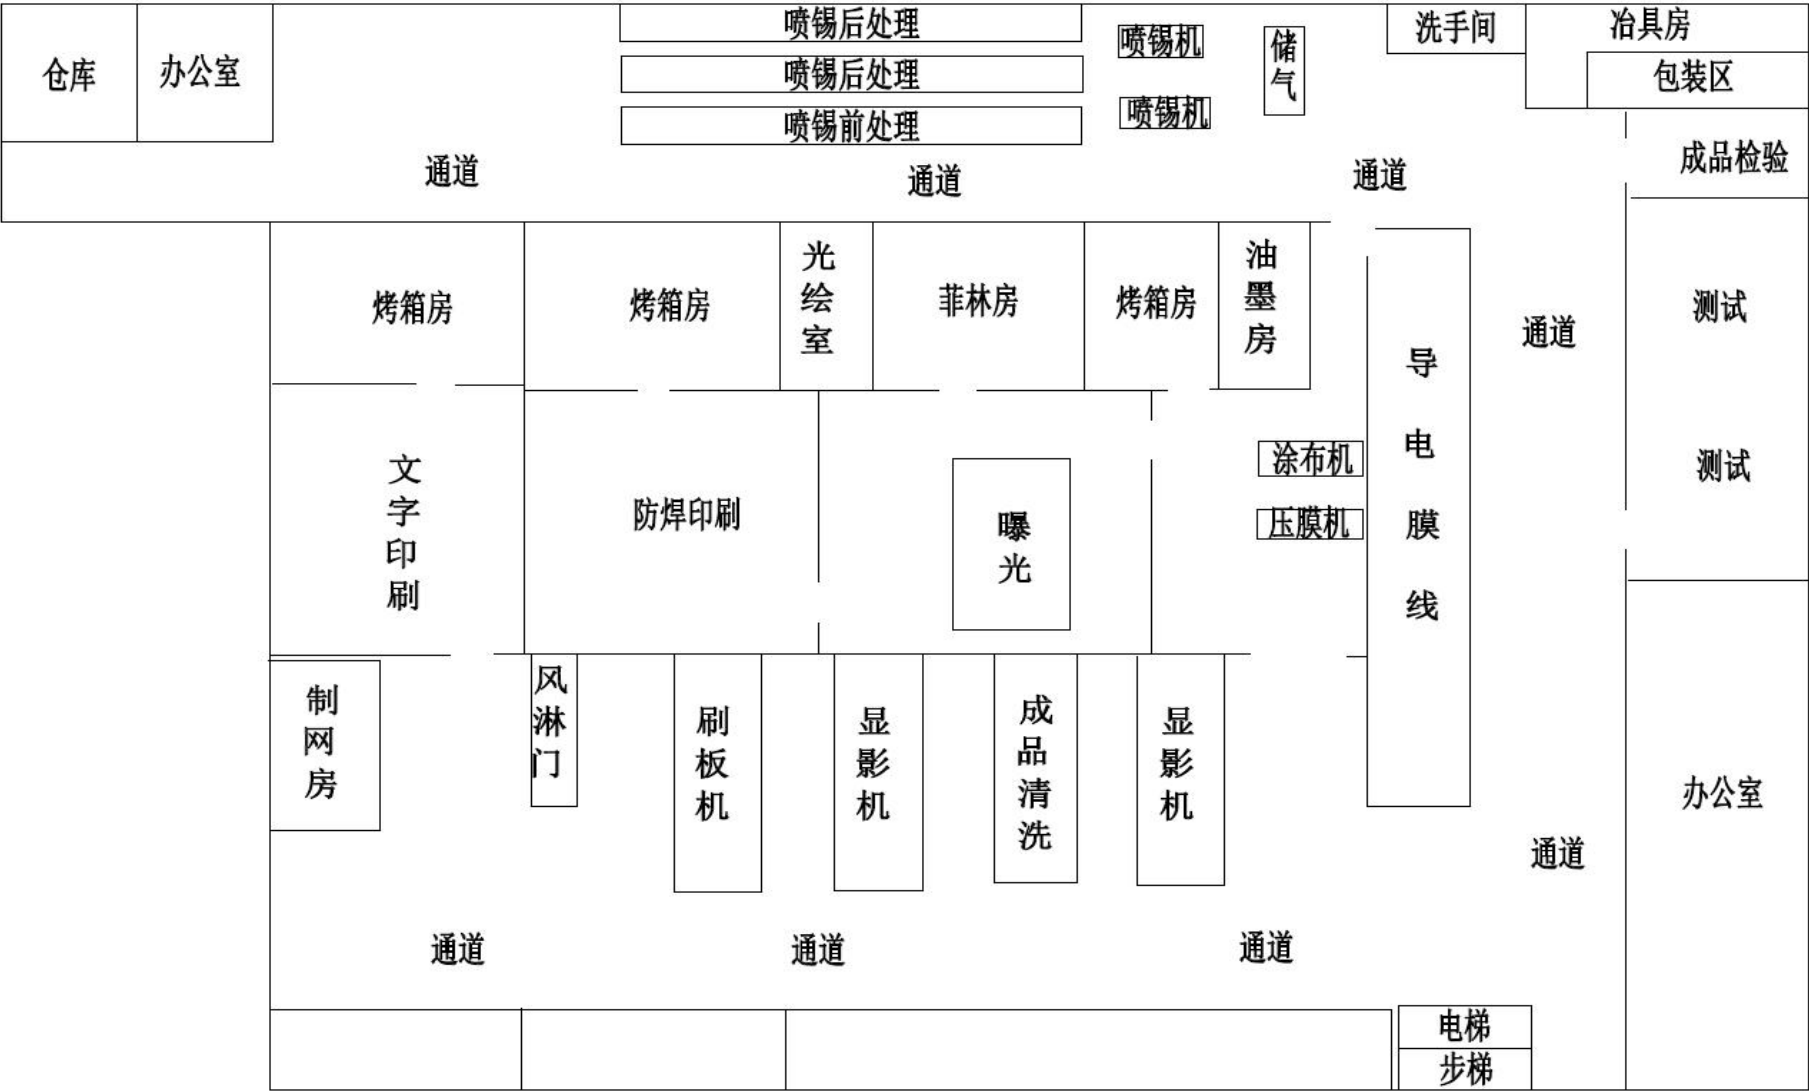 仓库
办公室
喷锡后处理
喷锡后处理
喷锡前处理
喷锡机
喷锡机
储气
洗手间
冶具房
包装区
成品检验
通道
通道
通道
烤箱房
烤箱房
光绘室
菲林房
烤箱房
油墨房
导电膜线
通道
测试
测试
文字印刷
防焊印刷
曝光
涂布机
压膜机
制网房
风淋门
刷板机
显影机
成品清洗
显影机
办公室
通道
通道
通道
通道
电梯
步梯